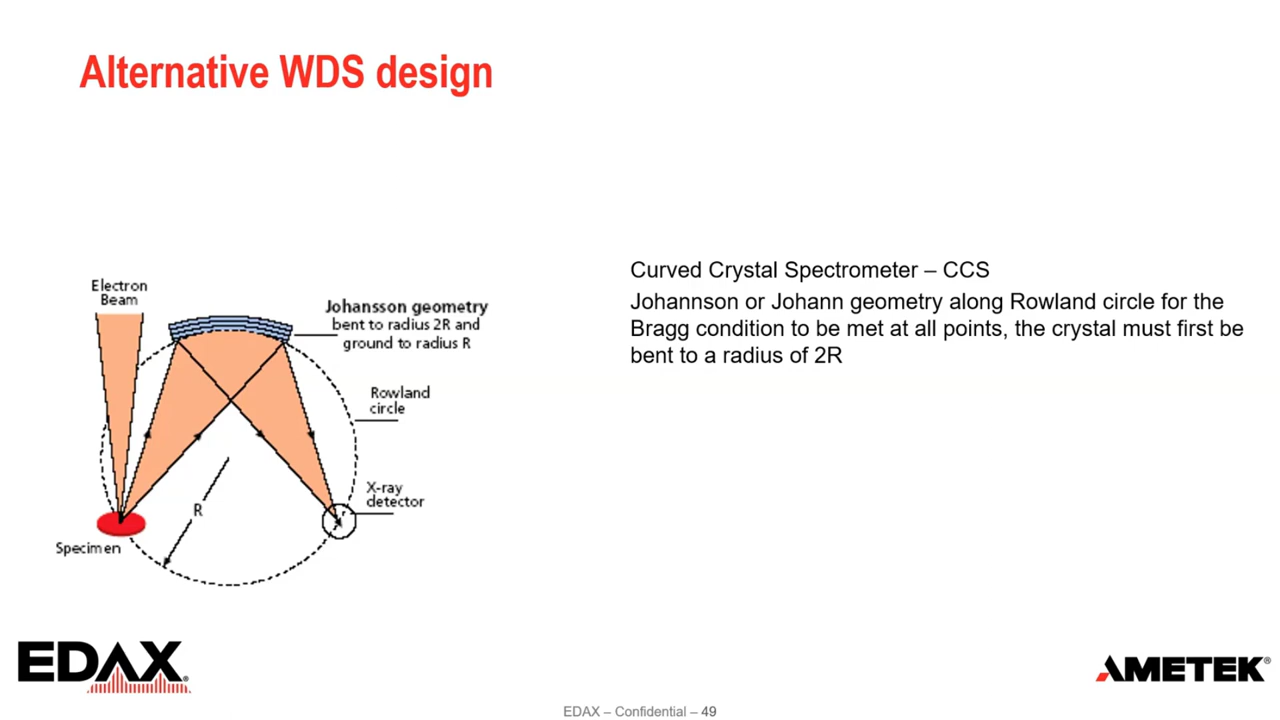 Alternative WDS design
Electron
Beam
Johansson geometry
bent to radius 2R and
ground to radius R
Rowland
circle
X-ray
detector
R
Specimen
Curved Crystal Spectrometer – CCS
Johannson or Johann geometry along Rowland circle for the
Bragg condition to be met at all points, the crystal must first be
bent to a radius of 2R
EDAX®
AMETEK®
EDAX – Confidential – 49